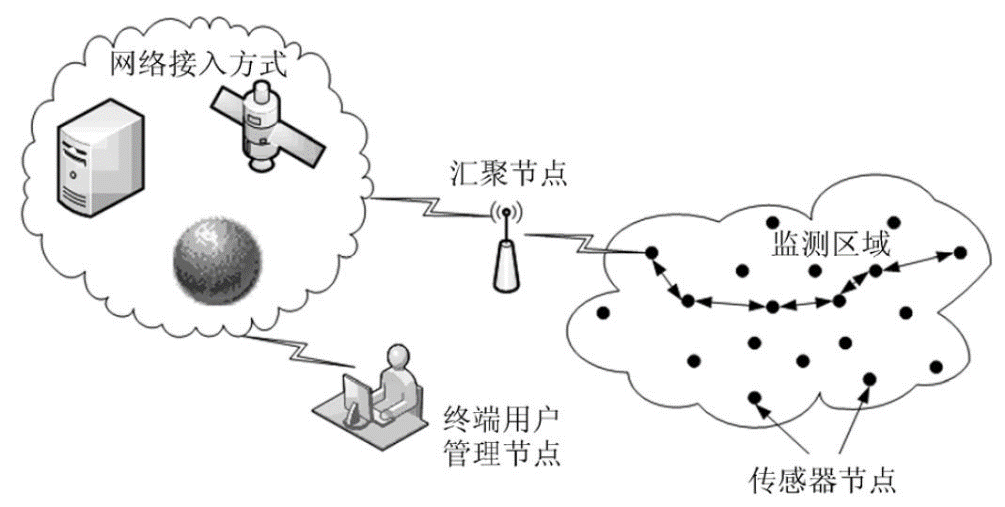 网络接入方式
汇聚节点
监测区域
终端用户
管理节点
传感器节点